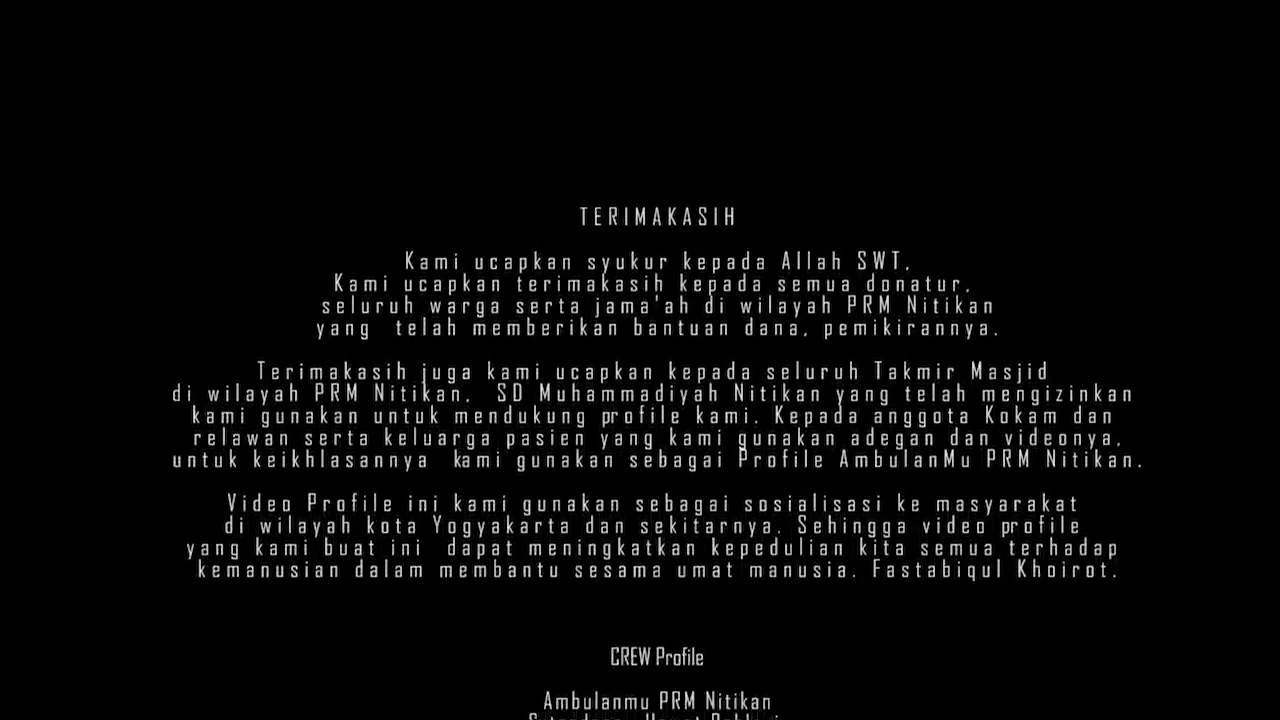 TERIMAKASIH
Kami ucapkan syukur kepada Allah SWT,
Kami ucapkan terimakasih kepada semua donatur,
seluruh warga serta jama'ah di wilayah PRM Nitikan
yang telah memberikan bantuan dana, pemikirannya.
Terimakasih juga kami ucapkan kepada seluruh Takmir Masjid
di wilayah PRM Nitikan, SD Muhammadiyah Nitikan yang telah mengizinkan
kami gunakan untuk mendukung profile kami. Kepada anggota Kokam dan
relawan serta keluarga pasien yang kami gunakan adegan dan videonya,
untuk keikhlasannya kami gunakan sebagai Profile AmbulanMu PRM Nitikan.
Video Profile ini kami gunakan sebagai sosialisasi ke masyarakat
di wilayah kota Yogyakarta dan sekitarnya. Sehingga video profile
yang kami buat ini dapat meningkatkan kepedulian kita semua terhadap
kemanusian dalam membantu sesama umat manusia. Fastabiqul Khoirot.
CREW Profile
Ambulanmu PRM Nitikan